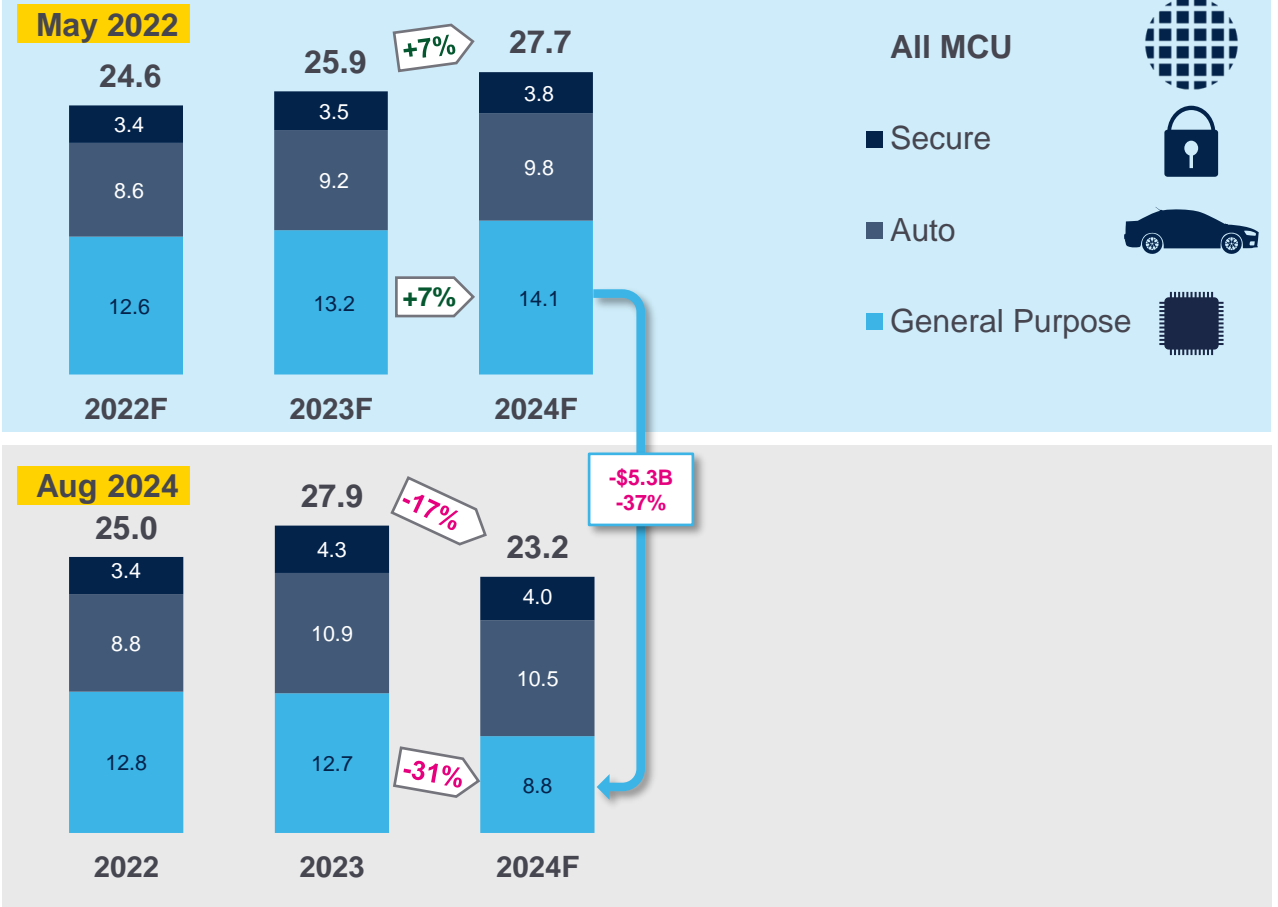 May 2022
24.6
25.9
+7%
27.7
All MCU
3.4
3.5
3.8
Secure
8.6
9.2
9.8
Auto
12.6
13.2
+7%
14.1
General Purpose
2022F
2023F
2024F
-$5.3B
-37%
Aug 2024
25.0
27.9
-17%
23.2
3.4
4.3
4.0
8.8
10.9
10.5
12.8
12.7
-31%
8.8
2022
2023
2024F